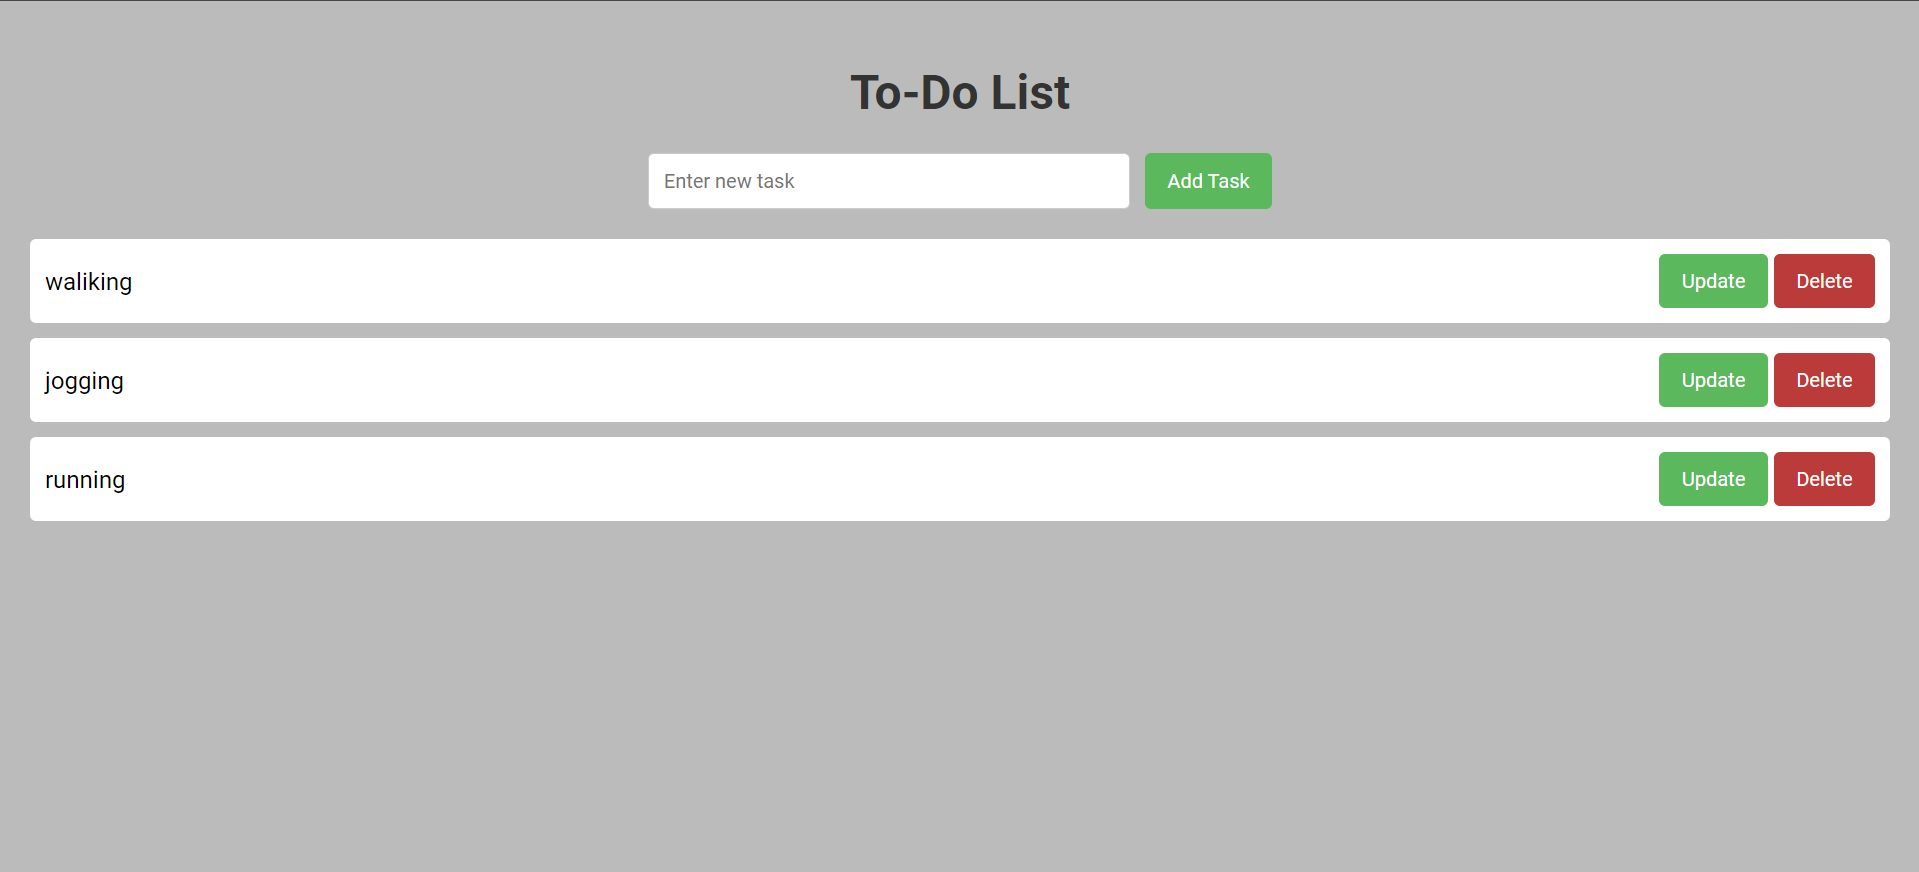 To-Do List
Enter new task Add Task
waliking Update Delete
jogging Update Delete
running Update Delete